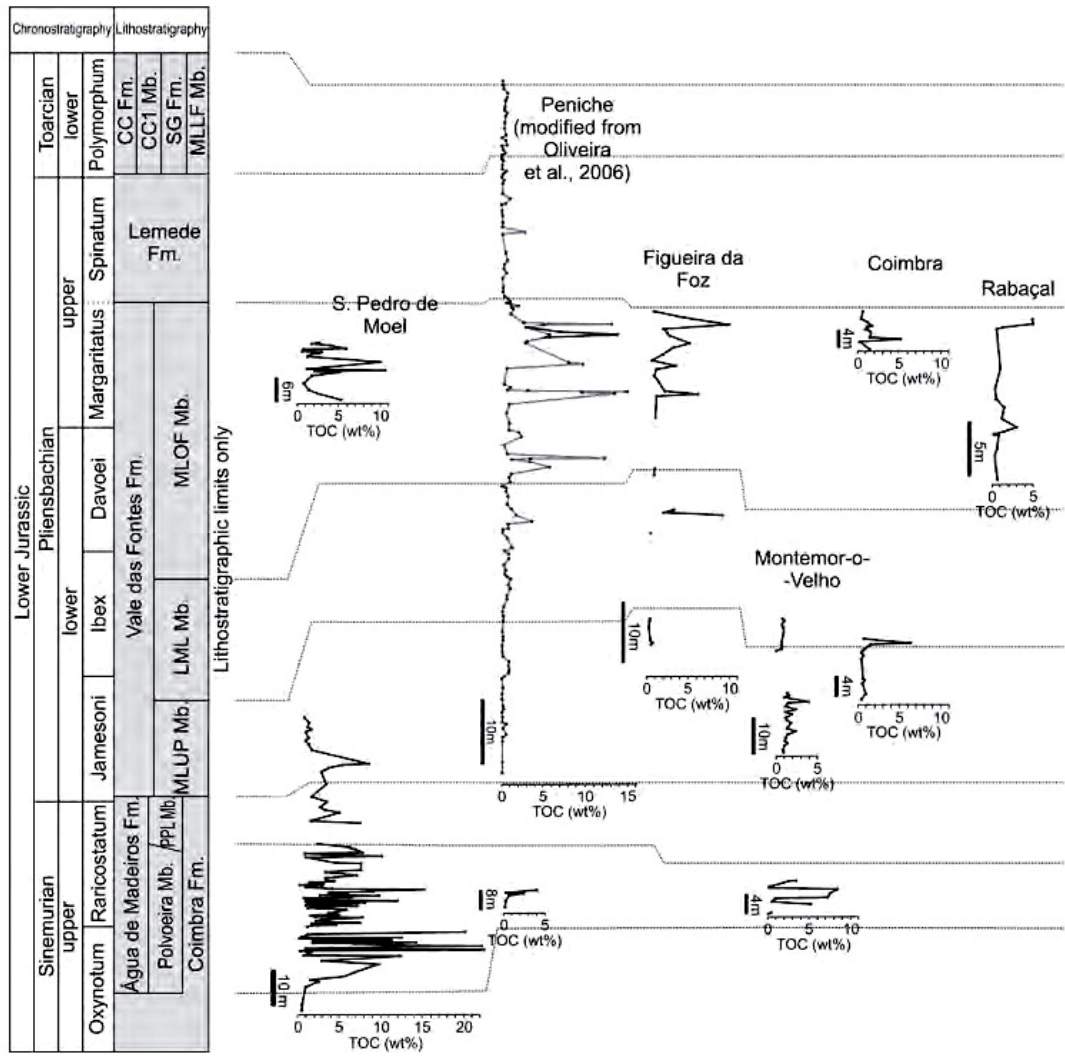 Chronostratigraphy Lithostratigraphy
Lower Jurassic
Toarcian
Pliensbachian
Sinemurian
lower
upper
lower
upper
Polymorphum
Spinatum
Margaritatus
Davoei
Ibex
Jamesoni
Raricostatum
Oxynotum
CC Fm.
CC1 Mb.
SG Fm.
MLLF Mb.
Lemede
Fm.
Vale das Fontes Fm.
MLOF Mb.
LML Mb.
MLUP Mb.
Água de Madeiros Fm.
Polvoeira Mb.
PPL Mb.
Coimbra Fm.
Lithostratigraphic limits only
Peniche
(modified from
Oliveira
et al., 2006)
S. Pedro de
Moel
6m
0 5 10
TOC (wt%)
Figueira da
Foz
Coimbra
4m
0 5 10
TOC (wt%)
Rabaçal
5m
0 5
TOC (wt%)
10m
0 5 10
TOC (wt%)
Montemor-o-
-Velho
10m
0 5
TOC (wt%)
4m
0 5 10
TOC (wt%)
10m
0 5 10 15
TOC (wt%)
8m
0 5
TOC (wt%)
4m
0 5 10
TOC (wt%)
10m
0 5 10 15 20
TOC (wt%)